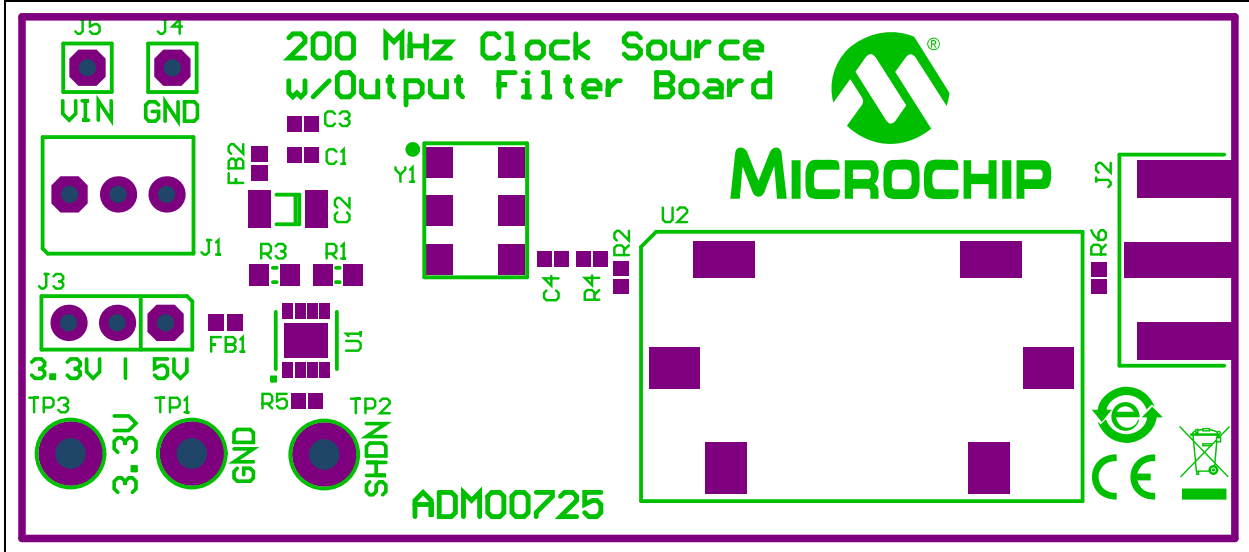 J5 J4
200 MHz Clock Source
w/Output Filter Board
®
VIN GND
C3
C1
FB2
Y1
MICROCHIP
J2
C2
U2
J1
R3 R1
R2
R6
J3
C4
R4
FB1
U1
3.3V | 5V
R5
TP3 TP1 TP2
3.3V
GND
SHDN
e
CE
ADM00725